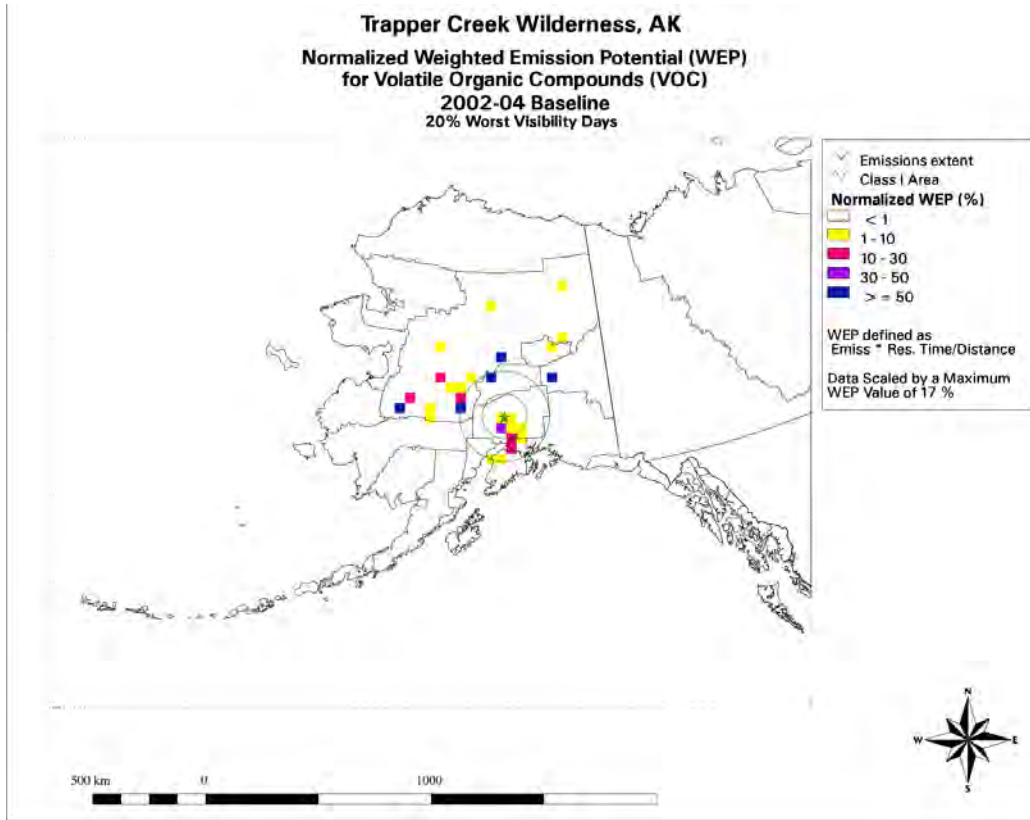 Trapper Creek Wilderness, AK
Normalized Weighted Emission Potential (WEP)
for Volatile Organic Compounds (VOC)
2002-04 Baseline
20% Worst Visibility Days
Emissions extent
Class I Area
Normalized WEP (%)
< 1
1 - 10
10 - 30
30 - 50
> = 50
WEP defined as
Emiss * Res. Time/Distance
Data Scaled by a Maximum
WEP Value of 17 %
N
W E
S
500 km 0 1000